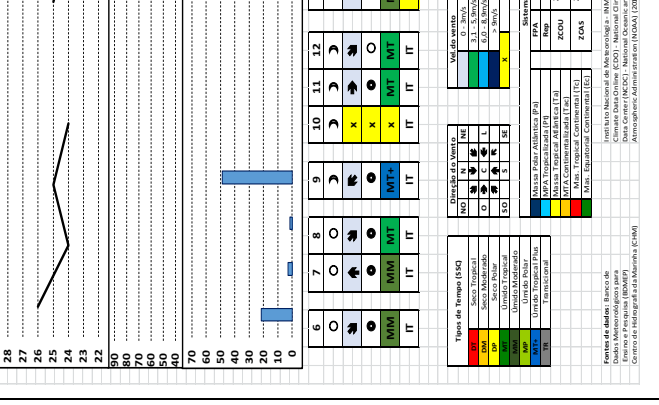 28
27
26
25
24
23
22
90
80
70
60
50
40
70
60
50
40
30
20
10
0
6 7 8 9 10 11 12
x
x
MM MM MT MT+ x MT MT
IT IT IT IT IT IT IT
Tipos de Tempo (SSC)
DT Seco Tropical
DM Seco Moderado
DP Seco Polar
MT Úmido Tropical
MM Úmido Moderado
MP Úmido Polar
MT+ Úmido Tropical Plus
TR Transicional
Direção do Vento
NO N NE
O C L
SO S SE
Vel.do vento
0 - 3m/s
3,1 - 5,9m/s
6,0 - 8,9m/s
> 9m/s
x
Massa Polar Atlântica (Pa)
MPA Tropicalizada (Pt)
Massa Tropical Atlântica (Ta)
MTA Continentalizada (Tac)
Mas. Tropical Continental (Tc)
Mas. Equatorial Continental (Ec)
Sistem
FPA
Rep
ZCOU
ZCAS
Fontes de dados: Banco de
Dados Meteorológicos para
Ensino e Pesquisa (BDMEP)
Centro de Hidrografia da Marinha (CHM)
Instituto Nacional de Meteorologia - INM
Climate Data Online (CDO) - National Clim
Data Center (NCDC) - National Oceanic an
Atmospheric Administration (NOAA) (20